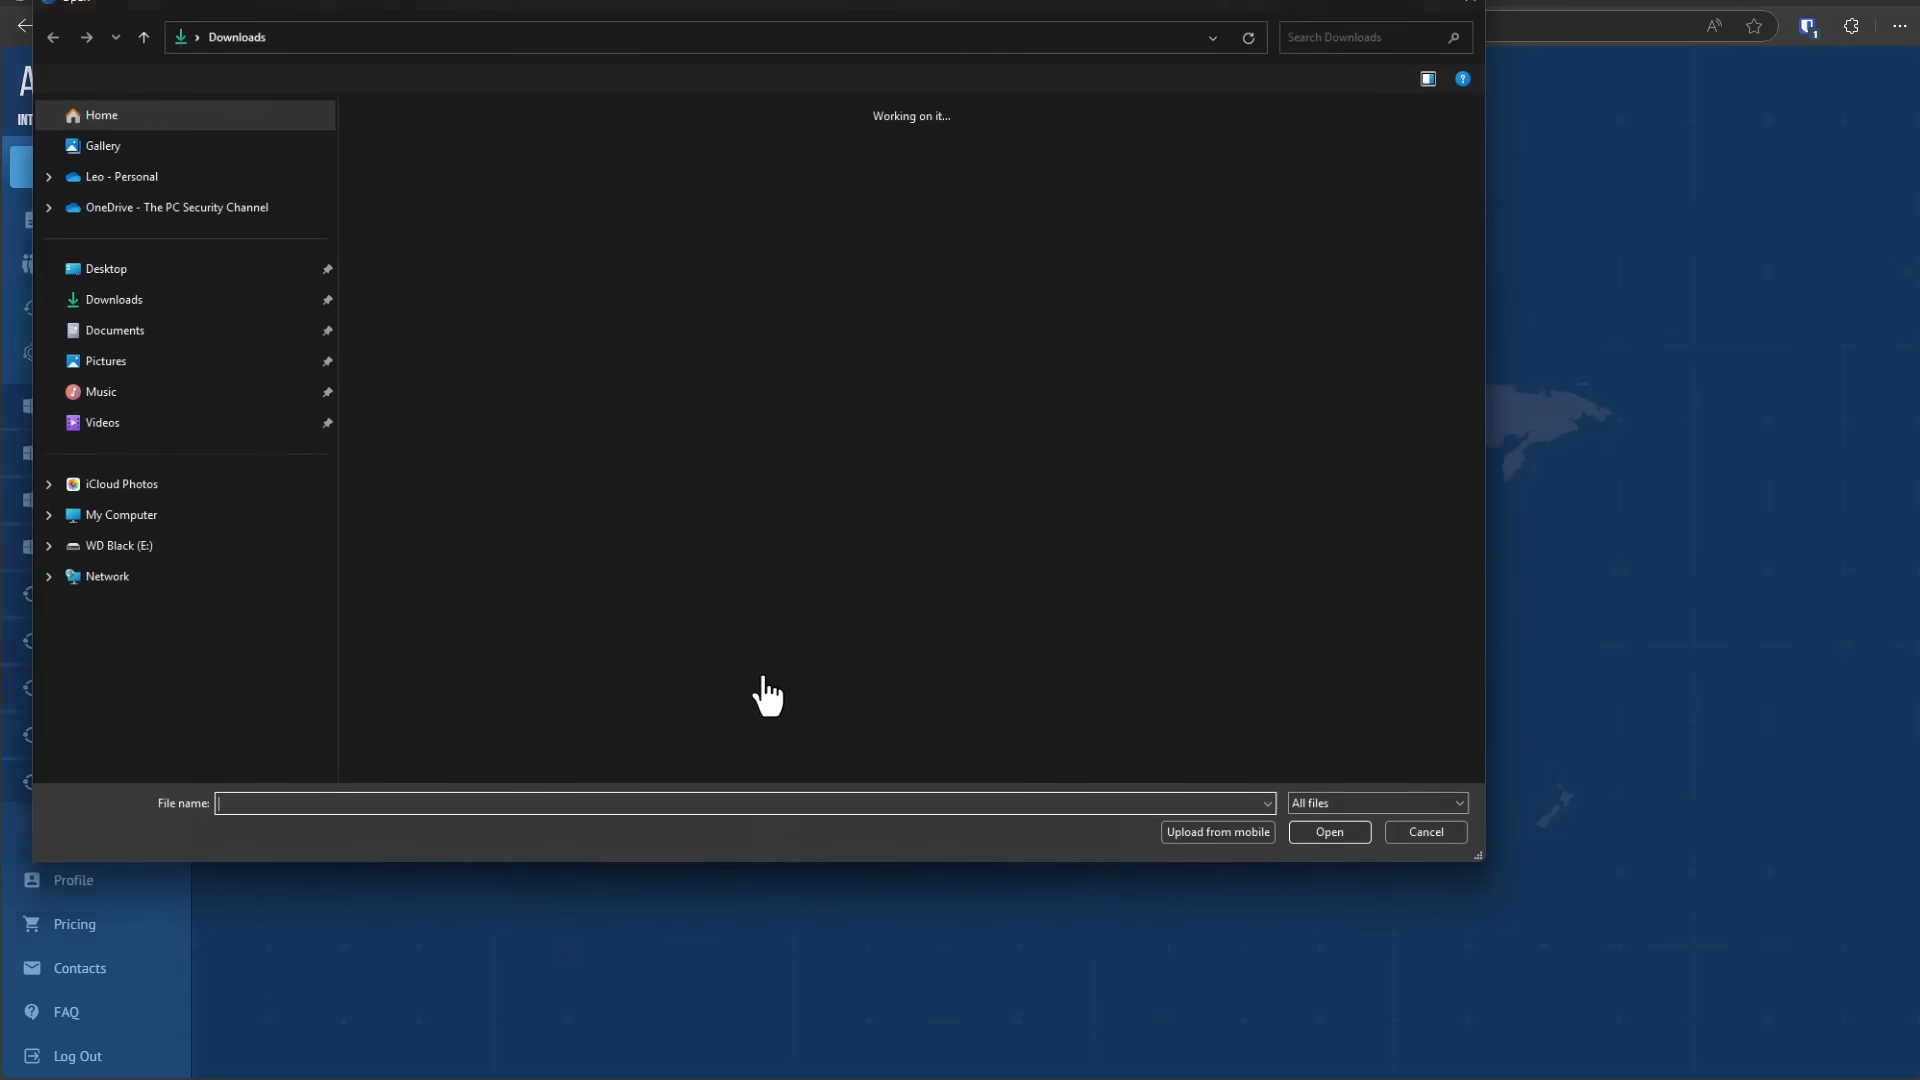 Open
Downloads
Search Downloads
Home
Working on it...
Gallery
Leo - Personal
OneDrive - The PC Security Channel
Desktop
Downloads
Documents
Pictures
Music
Videos
iCloud Photos
My Computer
WD Black (E:)
Network
File name:
All files
Upload from mobile
Open
Cancel
Profile
Pricing
Contacts
FAQ
Log Out